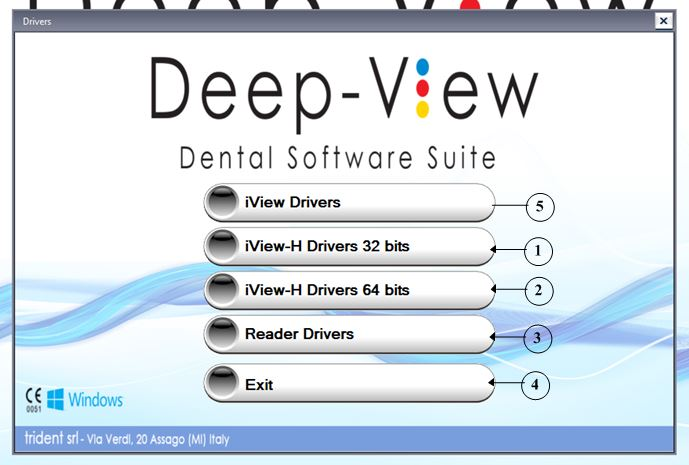 Drivers
Deep-View
Dental Software Suite
iView Drivers
5
iView-H Drivers 32 bits
1
iView-H Drivers 64 bits
2
Reader Drivers
3
Exit
4
CE
0051
Windows
trident srl - Via Verdi, 20 Assago (MI) Italy